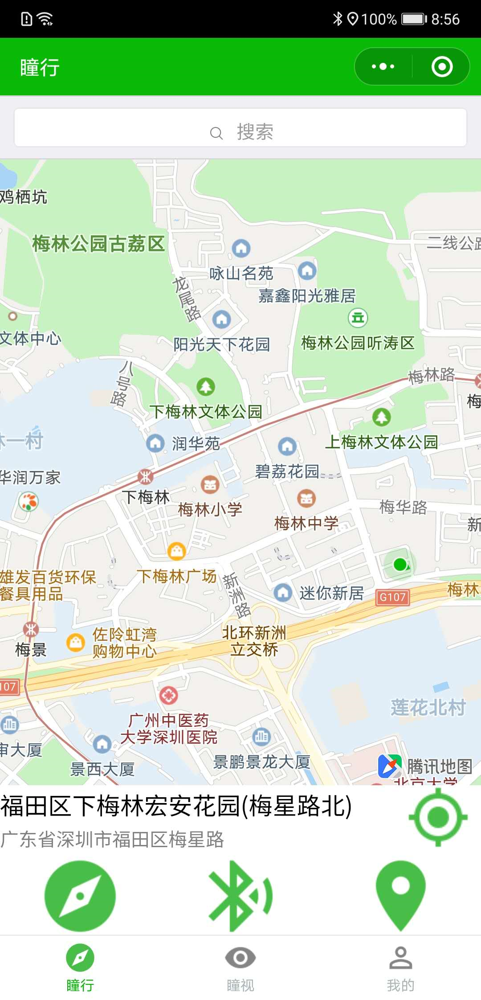 100% 8:56
瞳行
搜索
鸡栖坑
梅林公园古荔区
二线公路
咏山名苑
嘉鑫阳光雅居
龙尾路
阳光天下花园
梅林公园听涛区
文体中心
八号路
梅林路
梅
下梅林文体公园
上梅林文体公园
林一村
润华苑
碧荔花园
华润万家
下梅林
梅林小学
梅林中学
梅华路
新
雄发百货环保
餐具用品
下梅林广场
新洲路
迷你新居
G107
梅林
北环新洲
立交桥
佐阾虹湾
购物中心
梅景
107
广州中医药
大学深圳医院
莲花北村
审大厦
景西大厦
景鹏景龙大厦
腾讯地图
北京大学
福田区下梅林宏安花园(梅星路北)
广东省深圳市福田区梅星路
瞳行
瞳视
我的